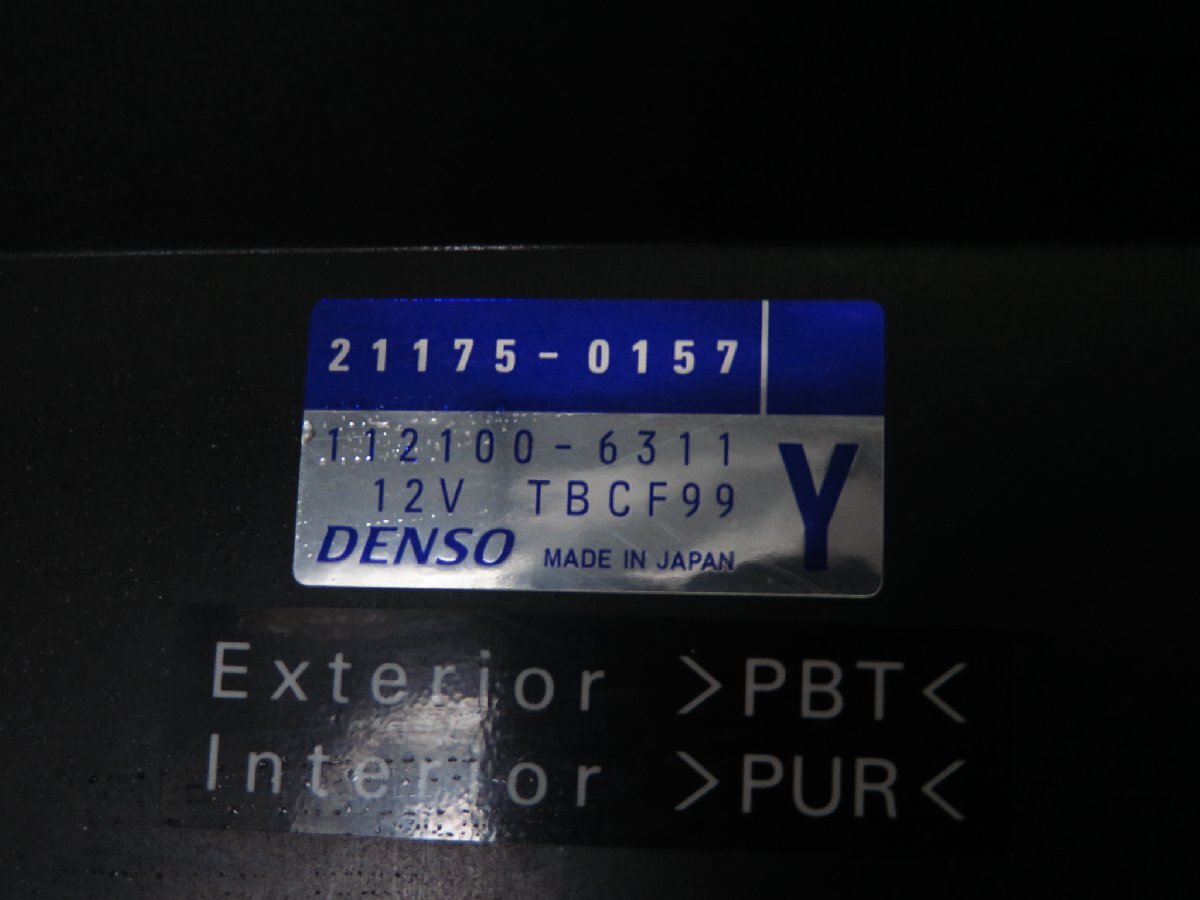 21175-0157
112100-6311
12V TBCF99
Y
DENSO MADE IN JAPAN
Exterior >PBT<
Interior >PUR<